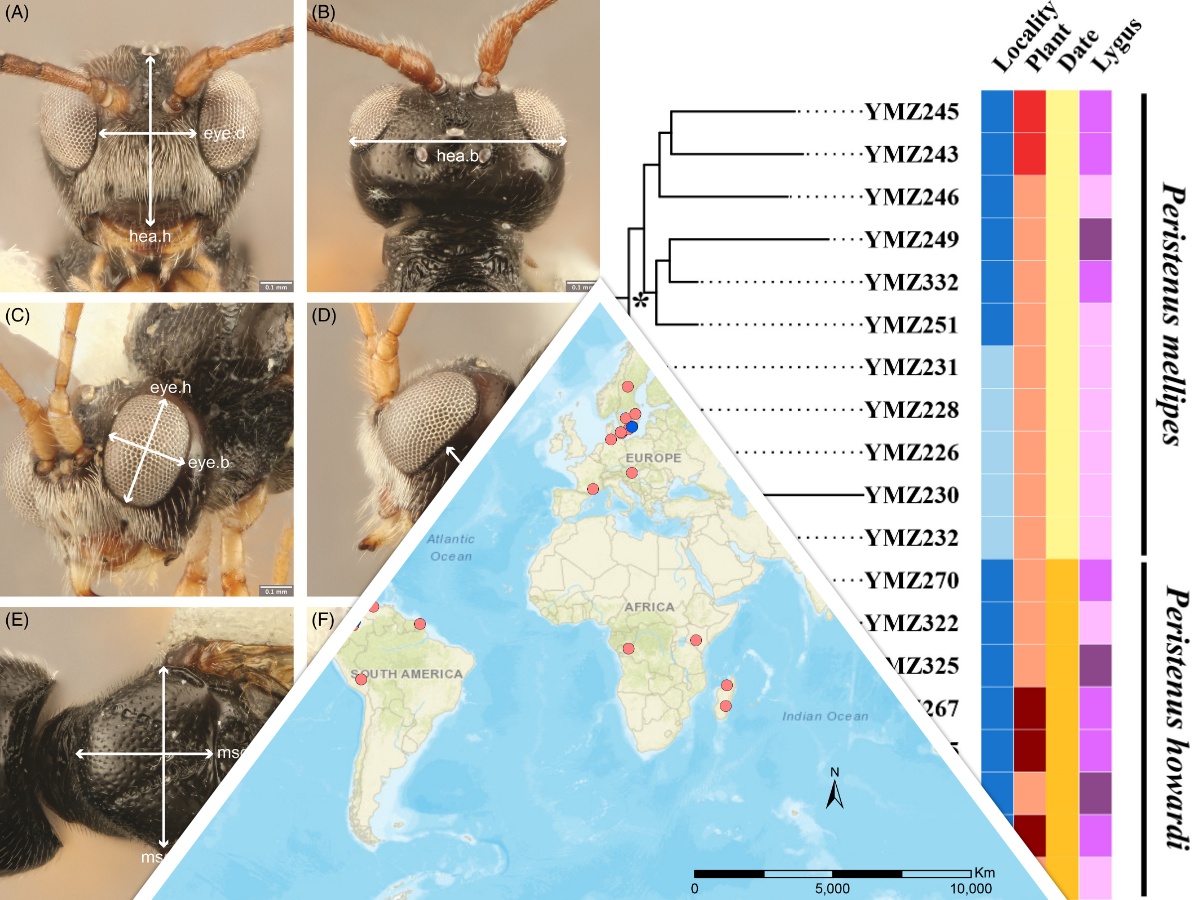 (A)
eye.d
hea.h
0.1 mm
(B)
hea.b
0.1 mm
(C)
eye.h
eye.b
0.1 mm
(D)
(E)
(F)
Locality
Plant
Date
Lygus
YMZ245
YMZ243
YMZ246
YMZ249
YMZ332
*
YMZ251
YMZ231
YMZ228
YMZ226
YMZ230
YMZ232
YMZ270
YMZ322
MZ325
267
Peristenus mellipes
Peristenus howardi
EUROPE
Atlantic
Ocean
AFRICA
SOUTH AMERICA
Indian Ocean
N
Km
0 5,000 10,000